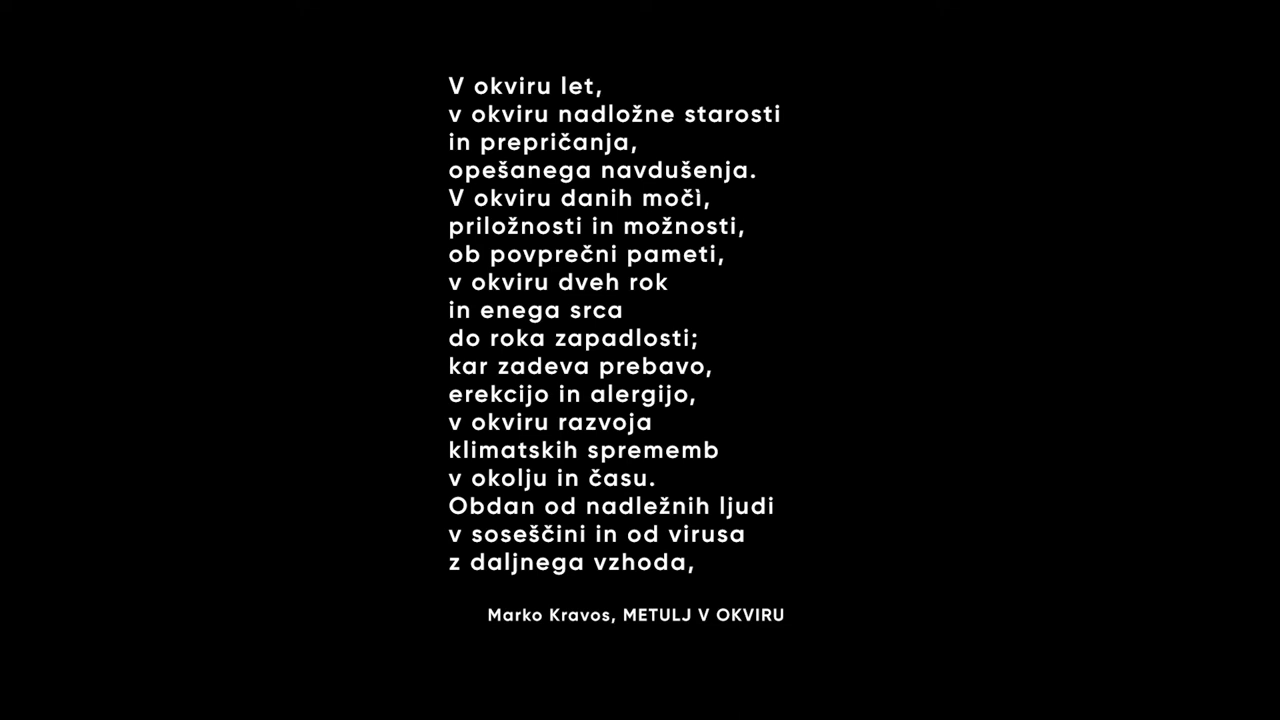 V okviru let,
v okviru nadložne starosti
in prepričanja,
opešanega navdušenja.
V okviru danih močì,
priložnosti in možnosti,
ob povprečni pameti,
v okviru dveh rok
in enega srca
do roka zapadlosti;
kar zadeva prebavo,
erekcijo in alergijo,
v okviru razvoja
klimatskih sprememb
v okolju in času.
Obdan od nadležnih ljudi
v soseščini in od virusa
z daljnega vzhoda,
Marko Kravos, METULJ V OKVIRU